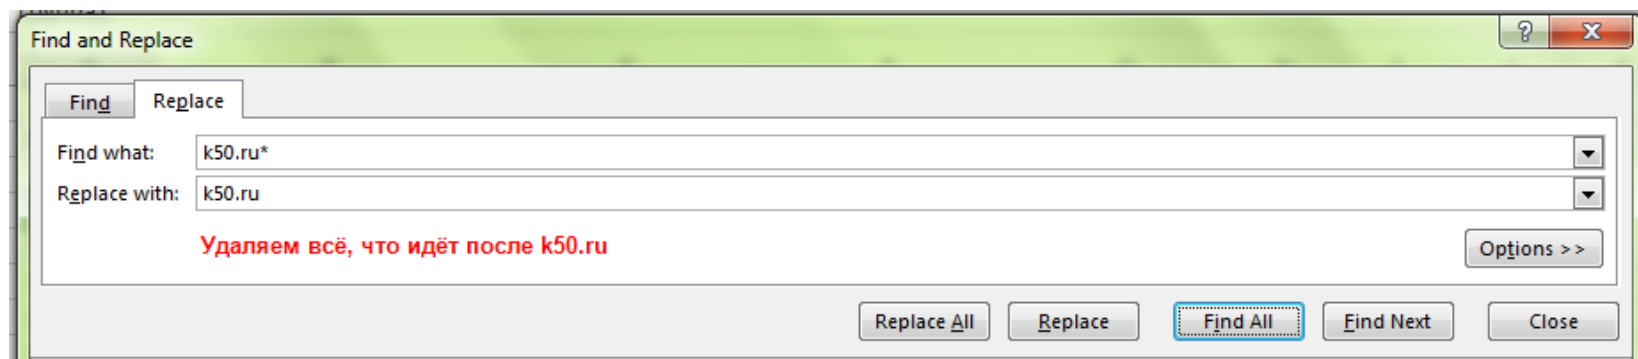 Find and Replace
Find Replace
Find what: k50.ru*
Replace with: k50.ru
Удаляем всё, что идёт после k50.ru
Options >>
Replace All Replace Find All Find Next Close